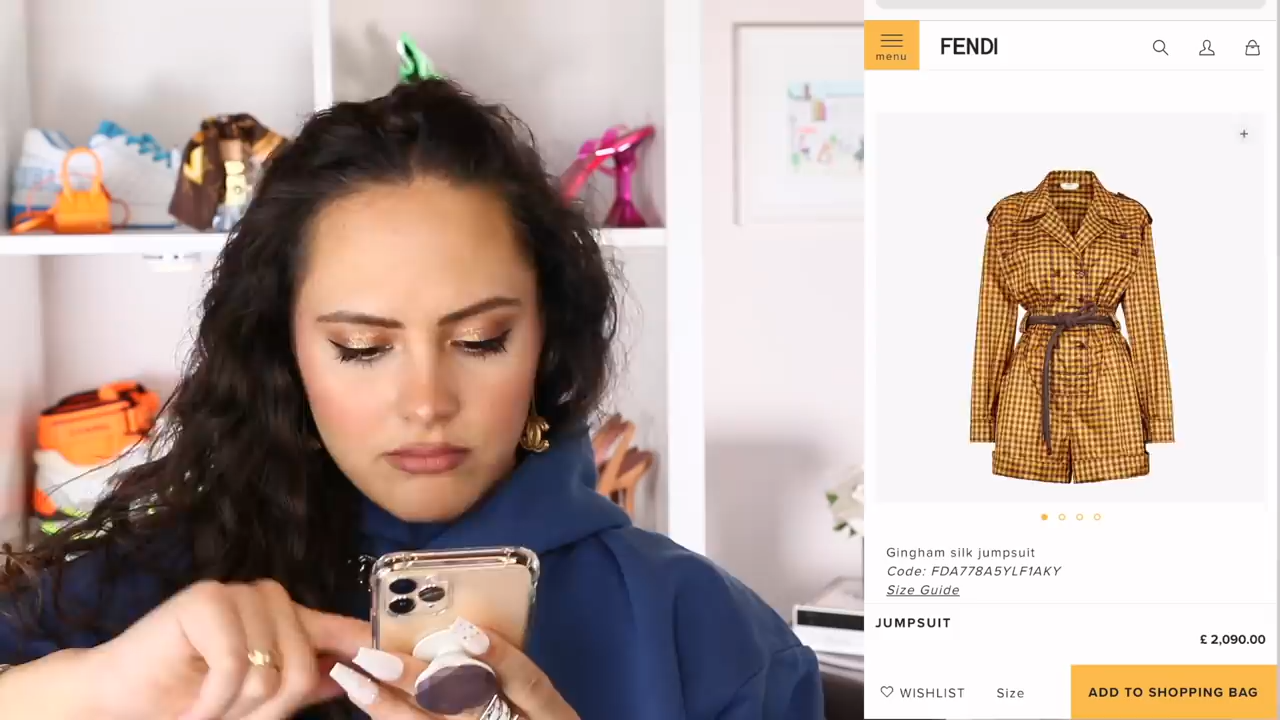 menu
FENDI
Gingham silk jumpsuit
Code: FDA778A5YLF1AKY
Size Guide
JUMPSUIT
£ 2,090.00
WISHLIST
Size
ADD TO SHOPPING BAG